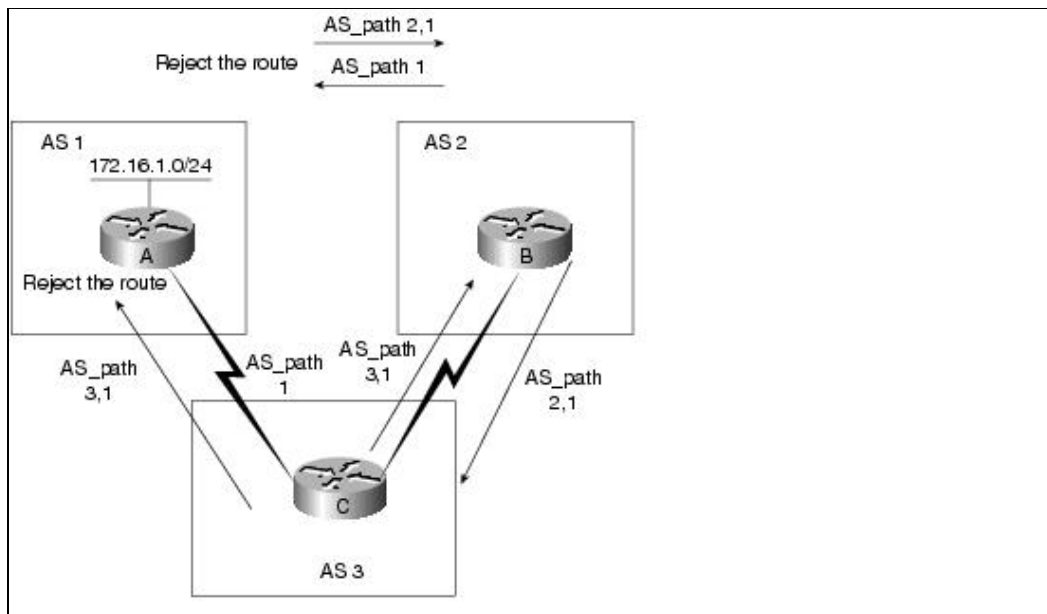 AS_path 2,1
Reject the route
AS_path 1
AS 1
172.16.1.0/24
A
Reject the route
AS 2
B
AS_path
3,1
AS_path
1
AS_path
3,1
AS_path
2,1
C
AS 3